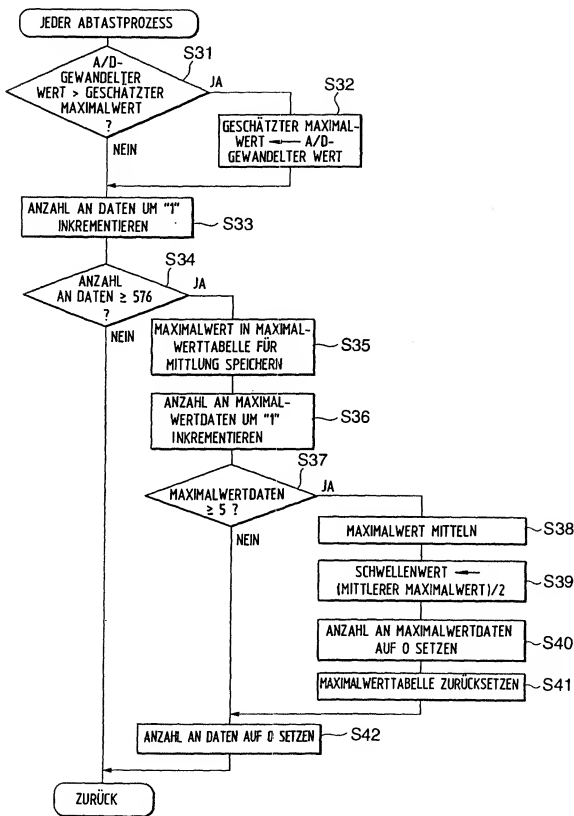 JEDER ABTASTPROZESS
S31
A/D-
GEWANDELTER
WERT > GESCHÄTZTER
MAXIMALWERT
?
JA
NEIN
S32
GESCHÄTZTER MAXIMAL-
WERT ← A/D-
GEWANDELTER WERT
ANZAHL AN DATEN UM "1"
INKREMENTIEREN
S33
S34
ANZAHL
AN DATEN ≥ 576
?
JA
NEIN
MAXIMALWERT IN MAXIMAL-
WERTTABELLE FÜR
MITTLUNG SPEICHERN
S35
ANZAHL AN MAXIMAL-
WERTDATEN UM "1"
INKREMENTIEREN
S36
S37
MAXIMALWERTDATEN
≥ 5 ?
JA
NEIN
MAXIMALWERT MITTELN
S38
SCHWELLENWERT ←
(MITTLERER MAXIMALWERT)/2
S39
ANZAHL AN MAXIMALWERTDATEN
AUF 0 SETZEN
S40
MAXIMALWERTTABELLE ZURÜCKSETZEN
S41
ANZAHL AN DATEN AUF 0 SETZEN
S42
ZURÜCK